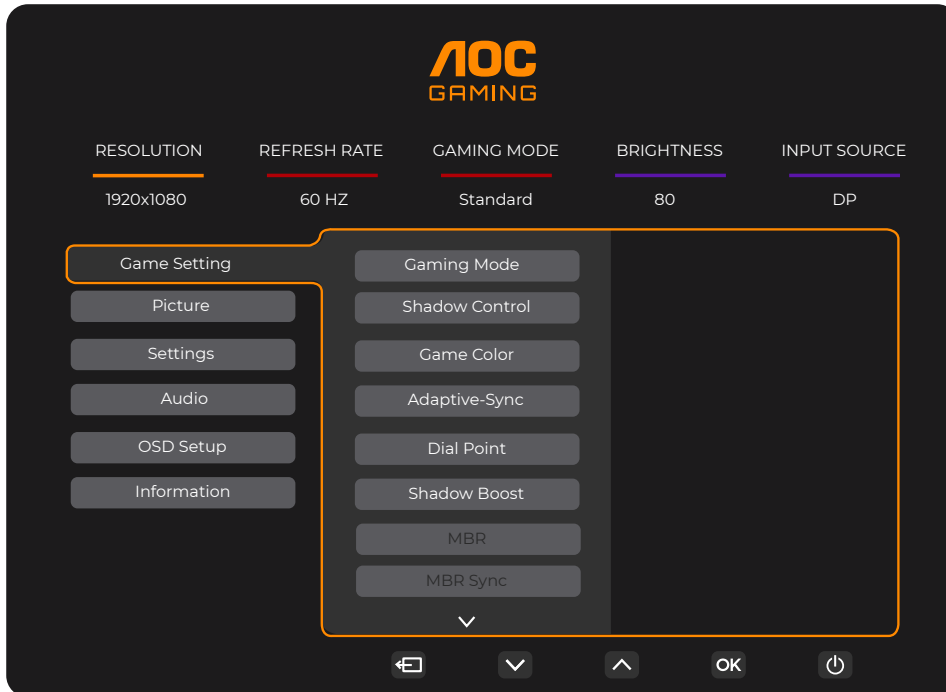 AOC
GAMING
RESOLUTION REFRESH RATE GAMING MODE BRIGHTNESS INPUT SOURCE
1920x1080 60 HZ Standard 80 DP
Game Setting
Picture
Settings
Audio
OSD Setup
Information
Gaming Mode
Shadow Control
Game Color
Adaptive-Sync
Dial Point
Shadow Boost
MBR
MBR Sync
OK